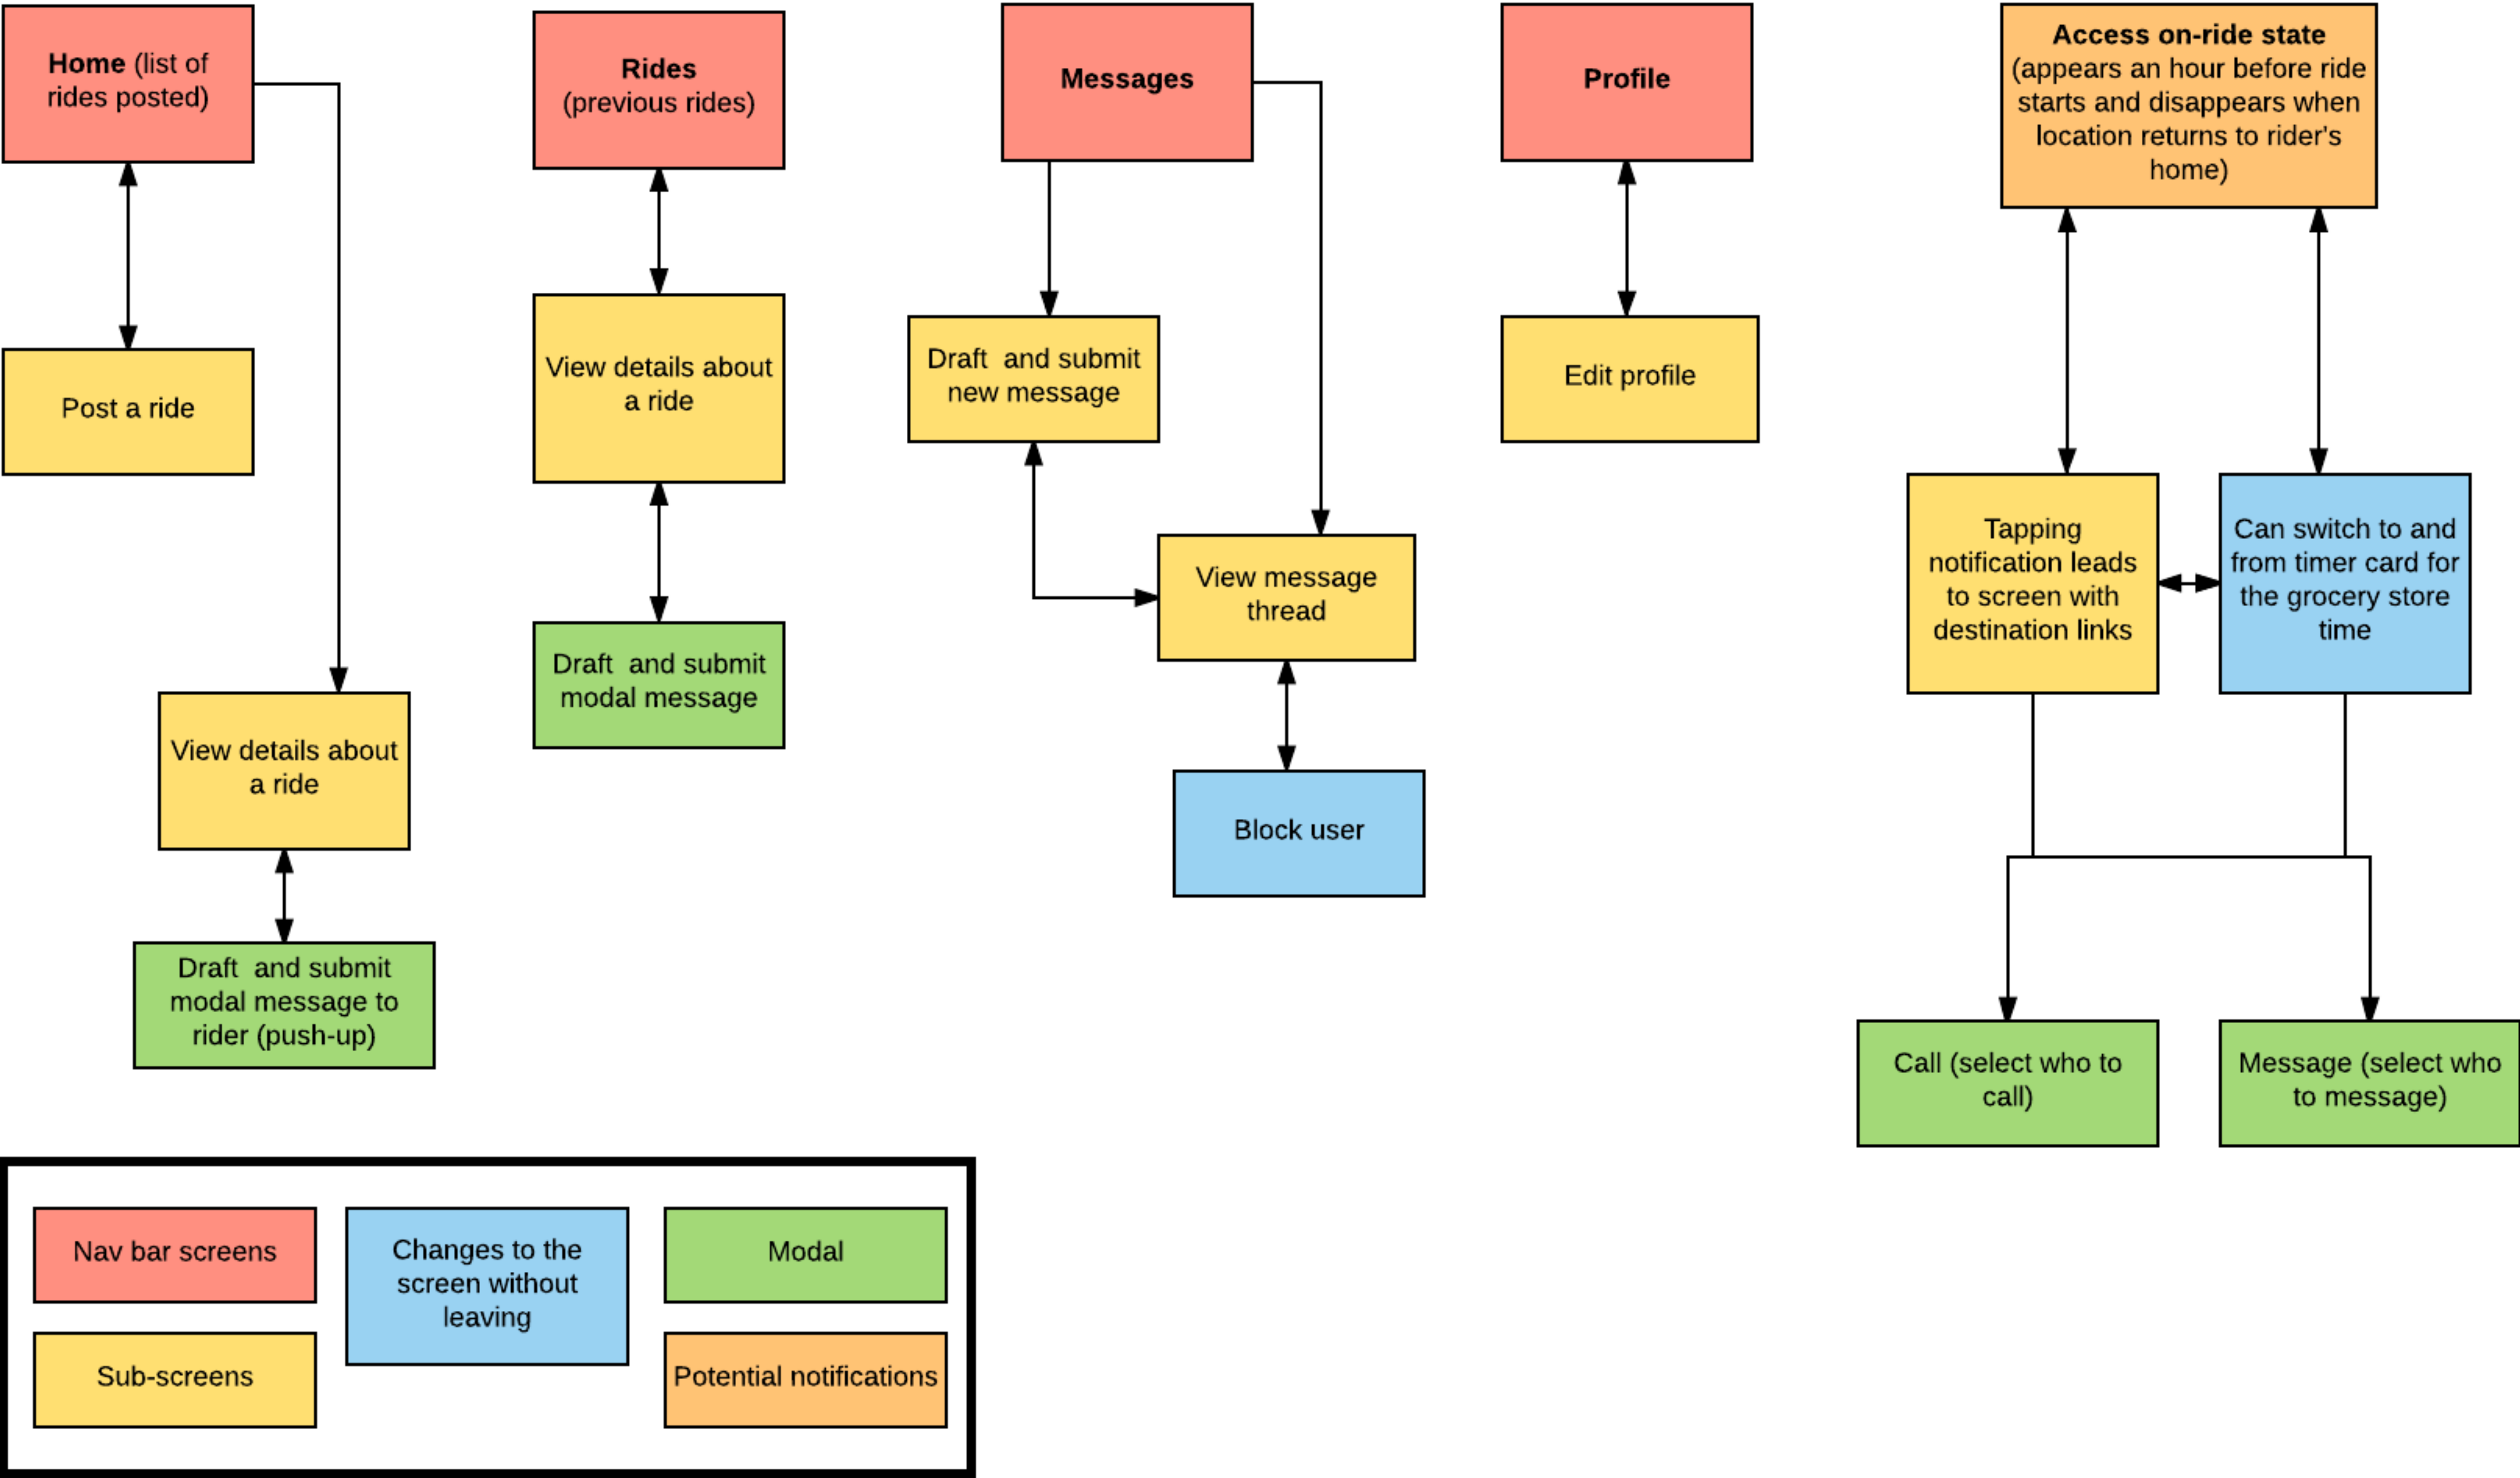 Home (list of
rides posted)
Post a ride
View details about
a ride
Draft  and submit
modal message to
rider (push-up)
Rides
(previous rides)
View details about
a ride
Draft  and submit
modal message
Messages
Draft  and submit
new message
View message
thread
Block user
Profile
Edit profile
Access on-ride state
(appears an hour before ride
starts and disappears when
location returns to rider's
home)
Tapping
notification leads
to screen with
destination links
Can switch to and
from timer card for
the grocery store
time
Call (select who to
call)
Message (select who
to message)
Nav bar screens
Changes to the
screen without
leaving
Modal
Sub-screens
Potential notifications